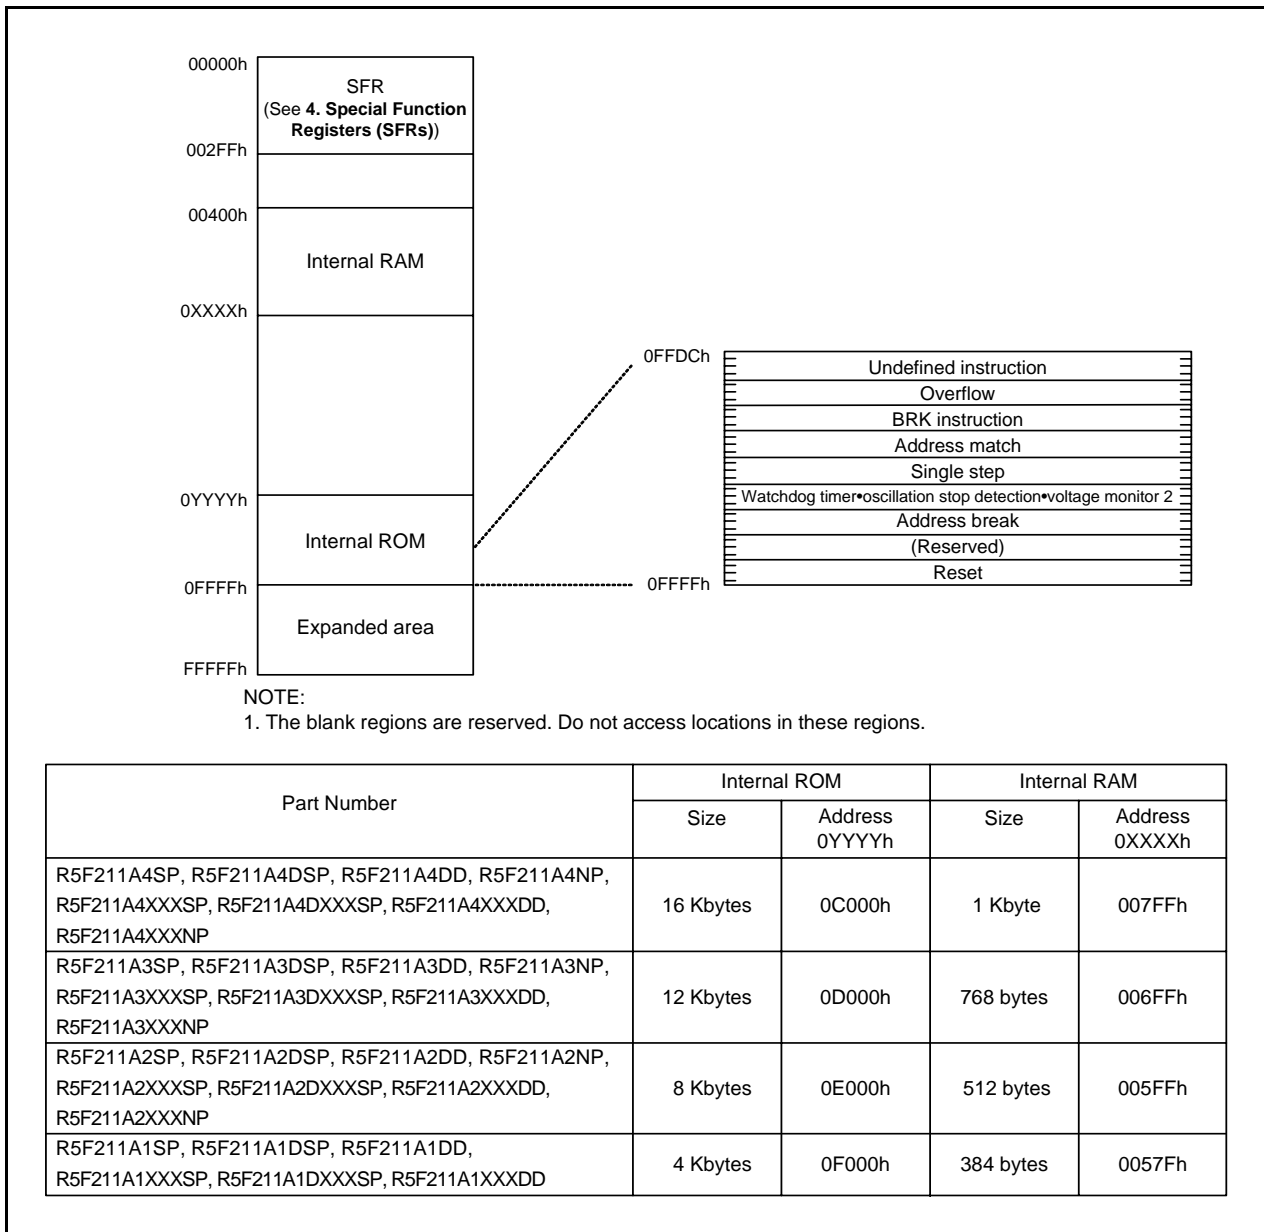 00000h
SFR
(See 4. Special Function
Registers (SFRs))
002FFh
00400h
Internal RAM
0XXXXh
0YYYYh
Internal ROM
0FFFFh
Expanded area
FFFFFh
0FFDCh
Undefined instruction
Overflow
BRK instruction
Address match
Single step
Watchdog timer•oscillation stop detection•voltage monitor 2
Address break
(Reserved)
Reset
0FFFFh
NOTE:
1. The blank regions are reserved. Do not access locations in these regions.
Part Number
Internal ROM
Internal RAM
Size
Address
0YYYYh
Size
Address
0XXXXh
R5F211A4SP, R5F211A4DSP, R5F211A4DD, R5F211A4NP,
R5F211A4XXXSP, R5F211A4DXXXSP, R5F211A4XXXDD,
R5F211A4XXXNP
16 Kbytes
0C000h
1 Kbyte
007FFh
R5F211A3SP, R5F211A3DSP, R5F211A3DD, R5F211A3NP,
R5F211A3XXXSP, R5F211A3DXXXSP, R5F211A3XXXDD,
R5F211A3XXXNP
12 Kbytes
0D000h
768 bytes
006FFh
R5F211A2SP, R5F211A2DSP, R5F211A2DD, R5F211A2NP,
R5F211A2XXXSP, R5F211A2DXXXSP, R5F211A2XXXDD,
R5F211A2XXXNP
8 Kbytes
0E000h
512 bytes
005FFh
R5F211A1SP, R5F211A1DSP, R5F211A1DD,
R5F211A1XXXSP, R5F211A1DXXXSP, R5F211A1XXXDD
4 Kbytes
0F000h
384 bytes
0057Fh